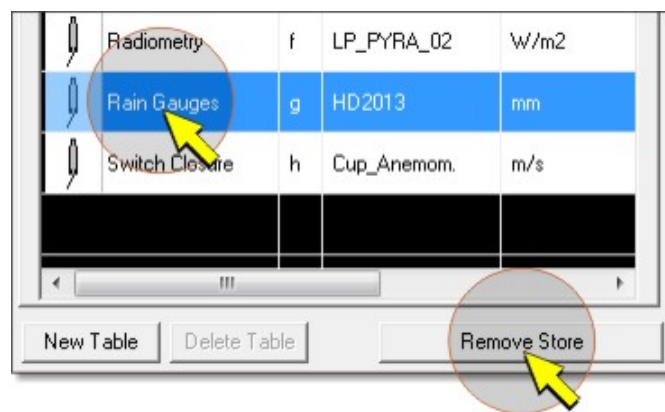 Radiometry f LP_PYRA_02 W/m2
Rain Gauges g HD2013 mm
Switch Closure h Cup_Anemom. m/s
New Table Delete Table Remove Store